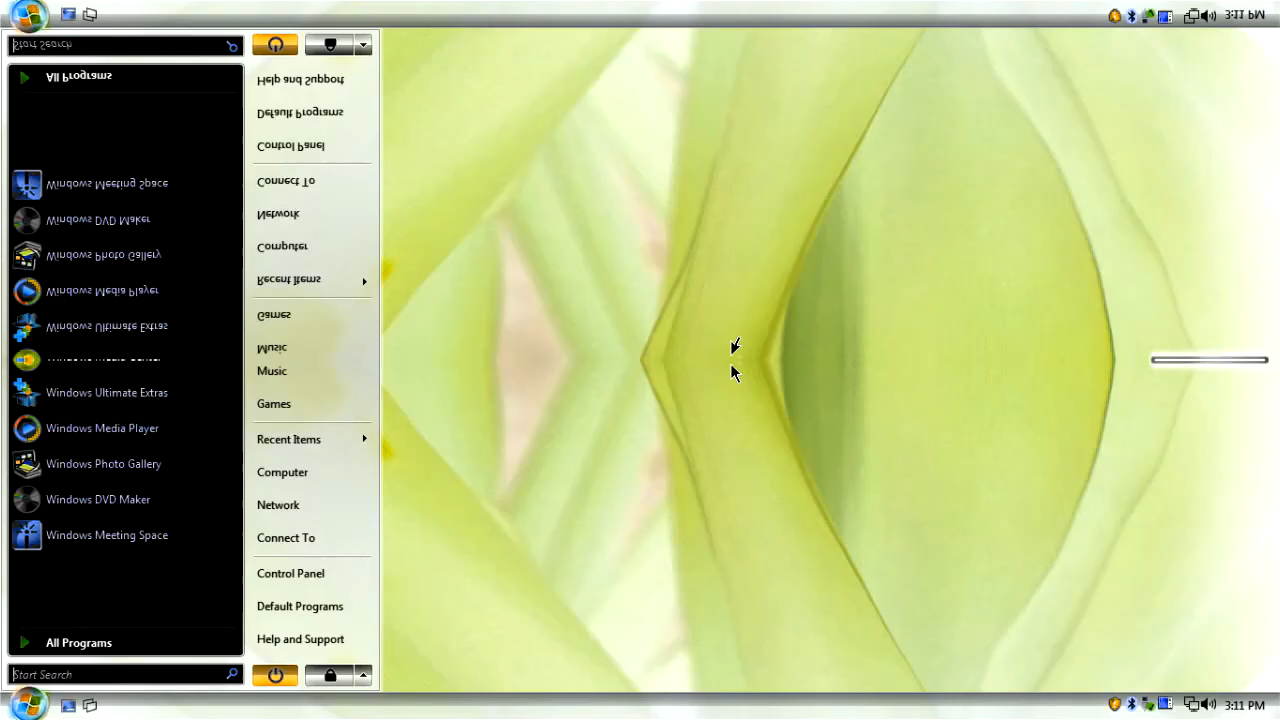 3:11 PM
Start Search
All Programs
Help and Support
Default Programs
Control Panel
Windows Meeting Space
Connect To
Windows DVD Maker
Network
Windows Photo Gallery
Computer
Windows Media Player
Recent Items
Windows Ultimate Extras
Games
Music
Music
Windows Ultimate Extras
Games
Windows Media Player
Recent Items
Windows Photo Gallery
Computer
Windows DVD Maker
Network
Windows Meeting Space
Connect To
Control Panel
Default Programs
All Programs
Help and Support
Start Search
3:11 PM